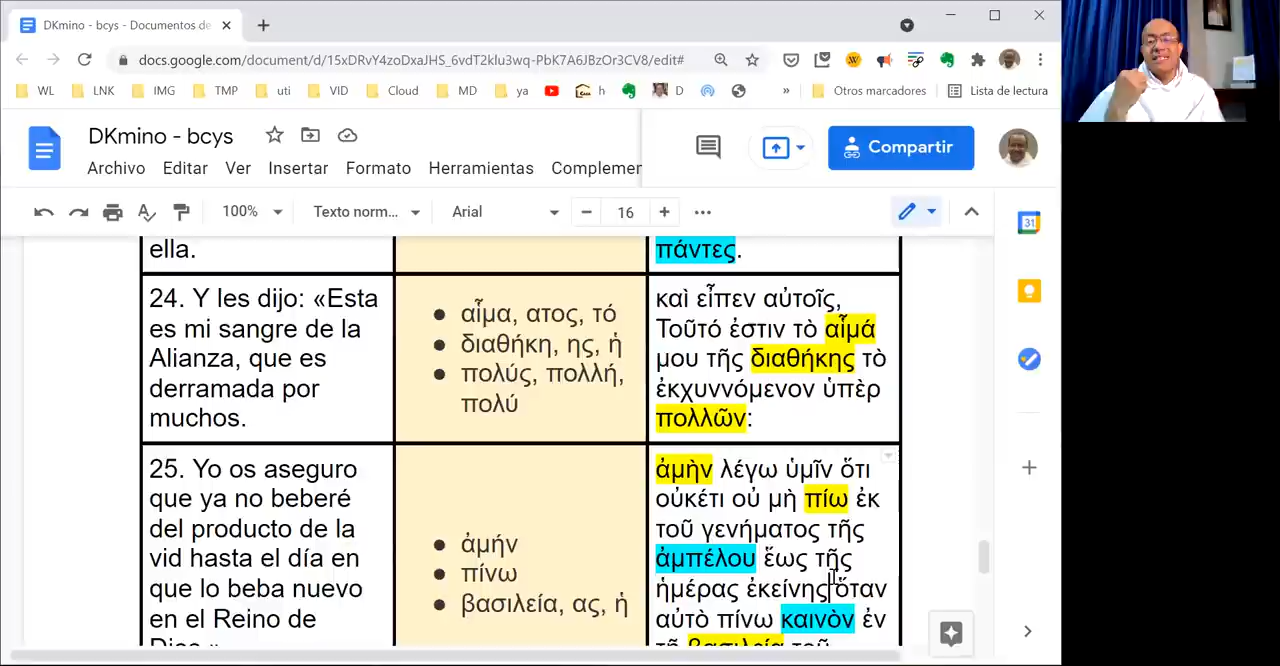 DKmino - bcys - Documentos de
docs.google.com/document/d/15xDRvY4zoDxaJHS_6vdT2klu3wq-PbK7A6JBzOr3CV8/edit#
WL LNK IMG TMP uti VID Cloud MD ya h D » Otros marcadores Lista de lectura
DKmino - bcys
Archivo Editar Ver Insertar Formato Herramientas Complemen
Compartir
100% Texto norm... Arial 16
31
ella.
πάντες.
24. Y les dijo: «Esta
es mi sangre de la
Alianza, que es
derramada por
muchos.
αἷμα, ατος, τό
διαθήκη, ης, ἡ
πολύς, πολλή,
πολύ
καὶ εἶπεν αὐτοῖς,
Τοῦτό ἐστιν τὸ αἷμά
μου τῆς διαθήκης τὸ
ἐκχυννόμενον ὑπὲρ
πολλῶν:
25. Yo os aseguro
que ya no beberé
del producto de la
vid hasta el día en
que lo beba nuevo
en el Reino de
Dios.»
ἀμήν
πίνω
βασιλεία, ας, ἡ
ἀμὴν λέγω ὑμῖν ὅτι
οὐκέτι οὐ μὴ πίω ἐκ
τοῦ γενήματος τῆς
ἀμπέλου ἕως τῆς
ἡμέρας ἐκείνης ὅταν
αὐτὸ πίνω καινὸν ἐν
τῇ βασιλείᾳ τοῦ